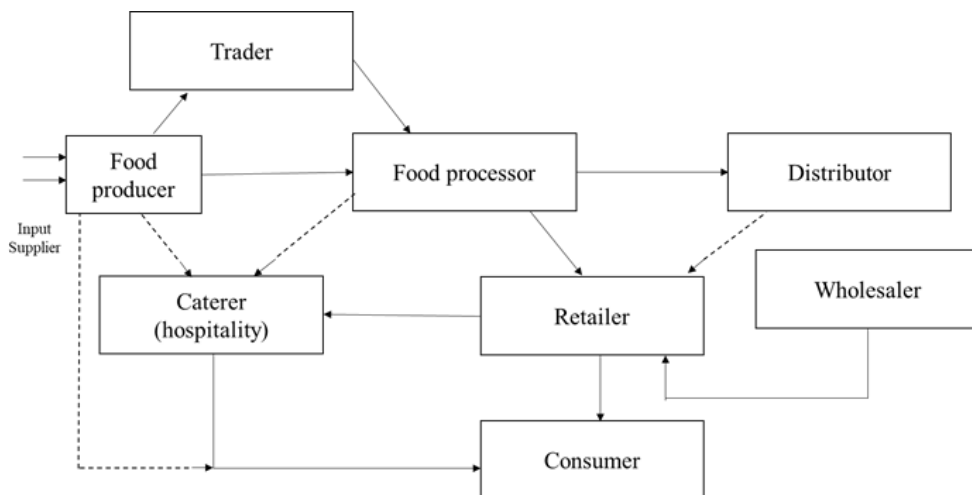 Trader
Food
producer
Food processor
Distributor
Input
Supplier
Caterer
(hospitality)
Retailer
Wholesaler
Consumer